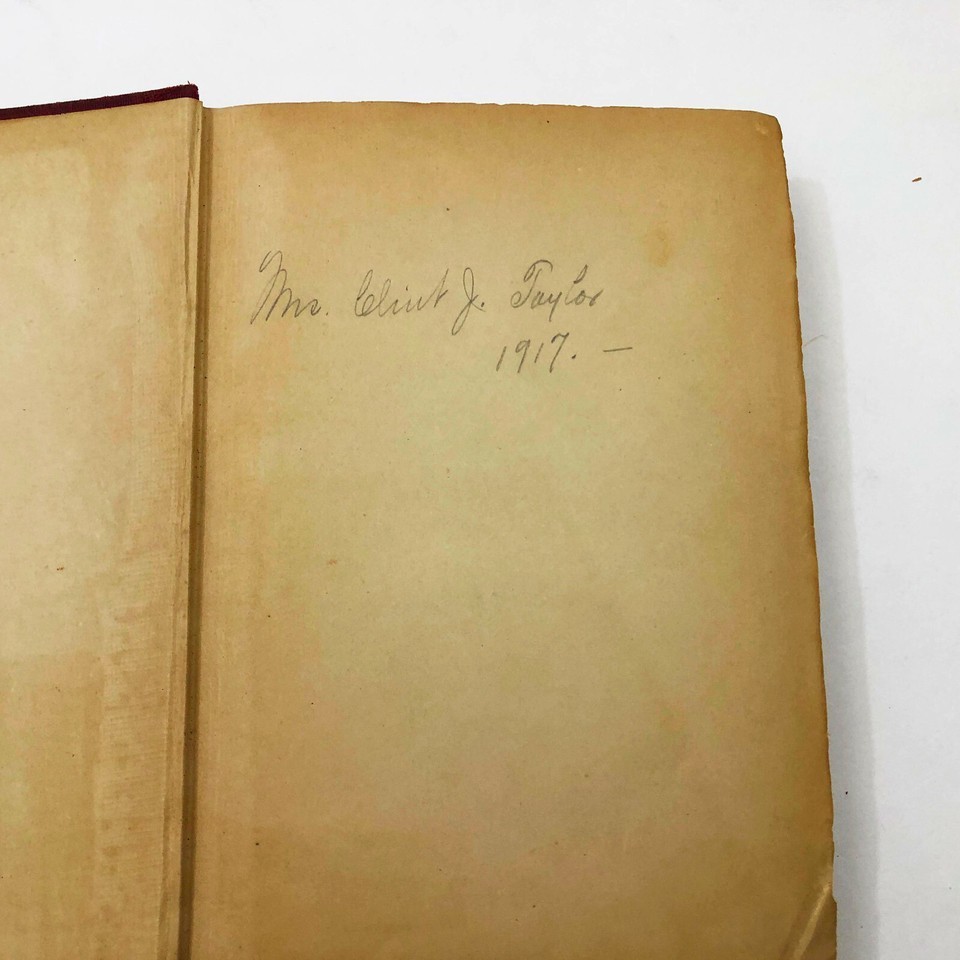 Mr. Clint J. Taylor
1917. —